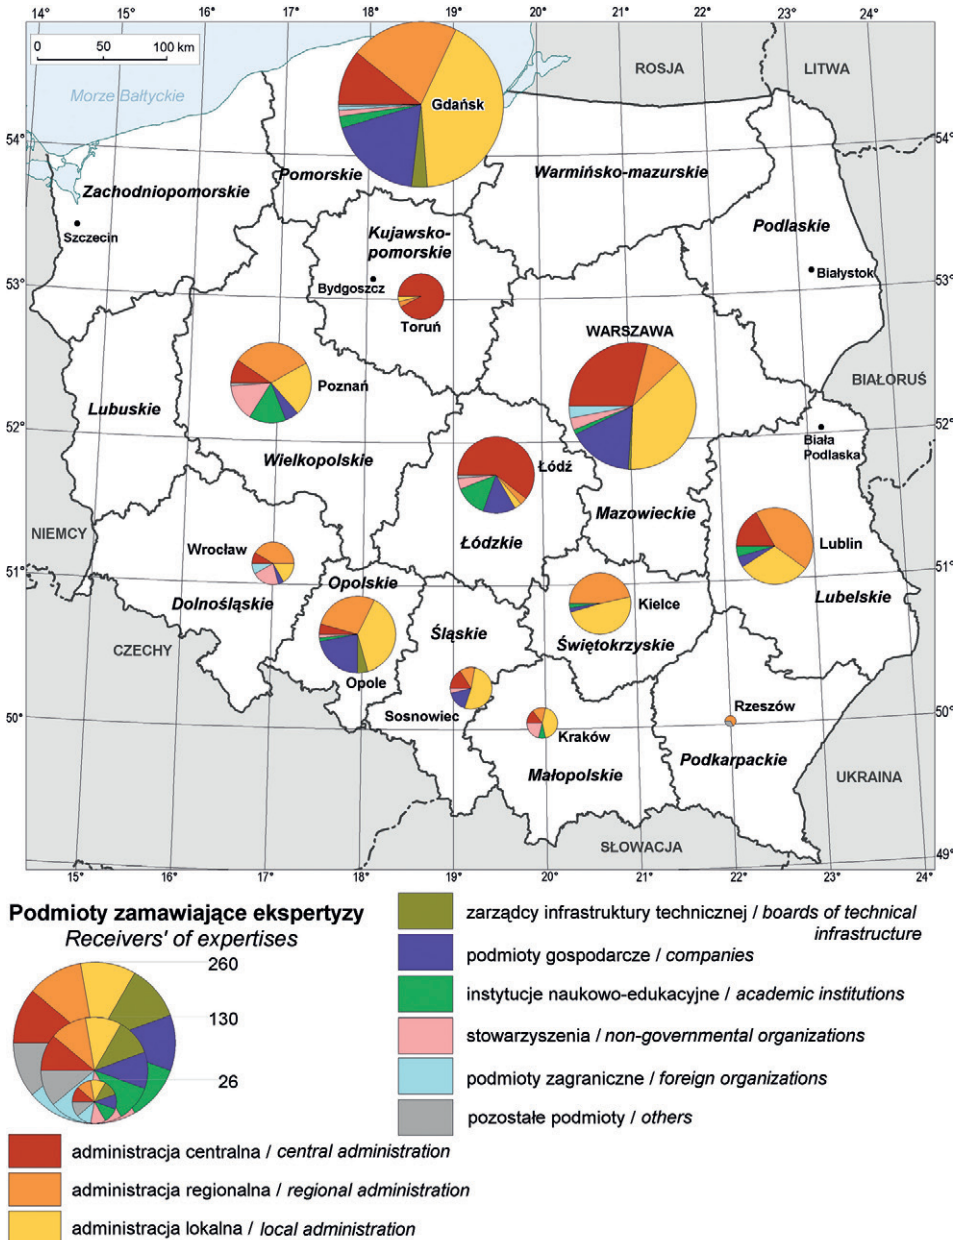 14° 15° 16° 17° 18° 19° 20° 21° 22° 23° 24°
0 50 100 km
ROSJA
LITWA
Morze Bałtyckie
Gdańsk
54°
54°
Pomorskie
Warmińsko-mazurskie
Zachodniopomorskie
Podlaskie
Szczecin
Kujawsko-
pomorskie
Białystok
53°
53°
Bydgoszcz
Toruń
WARSZAWA
Poznań
BIAŁORUŚ
Lubuskie
52°
52°
Biała
Podlaska
Wielkopolskie
Łódź
NIEMCY
Mazowieckie
Wrocław
Łódzkie
Lublin
51°
51°
Opolskie
Dolnośląskie
Kielce
Lubelskie
Śląskie
Świętokrzyskie
CZECHY
Opole
50°
50°
Sosnowiec
Rzeszów
Kraków
Podkarpackie
Małopolskie
UKRAINA
SŁOWACJA
49°
15° 16° 17° 18° 19° 20° 21° 22° 23° 24°
Podmioty zamawiające ekspertyzy
Receivers' of expertises
260
130
26
administracja centralna / central administration
administracja regionalna / regional administration
administracja lokalna / local administration
zarządcy infrastruktury technicznej / boards of technical
infrastructure
podmioty gospodarcze / companies
instytucje naukowo-edukacyjne / academic institutions
stowarzyszenia / non-governmental organizations
podmioty zagraniczne / foreign organizations
pozostałe podmioty / others